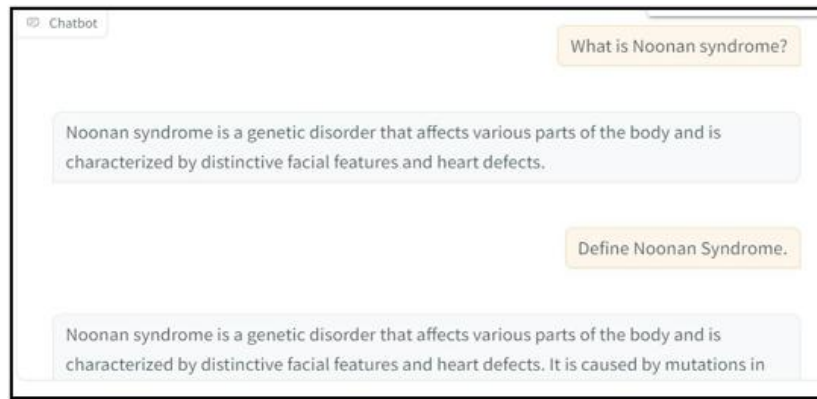 Chatbot
What is Noonan syndrome?
Noonan syndrome is a genetic disorder that affects various parts of the body and is
characterized by distinctive facial features and heart defects.
Define Noonan Syndrome.
Noonan syndrome is a genetic disorder that affects various parts of the body and is
characterized by distinctive facial features and heart defects. It is caused by mutations in